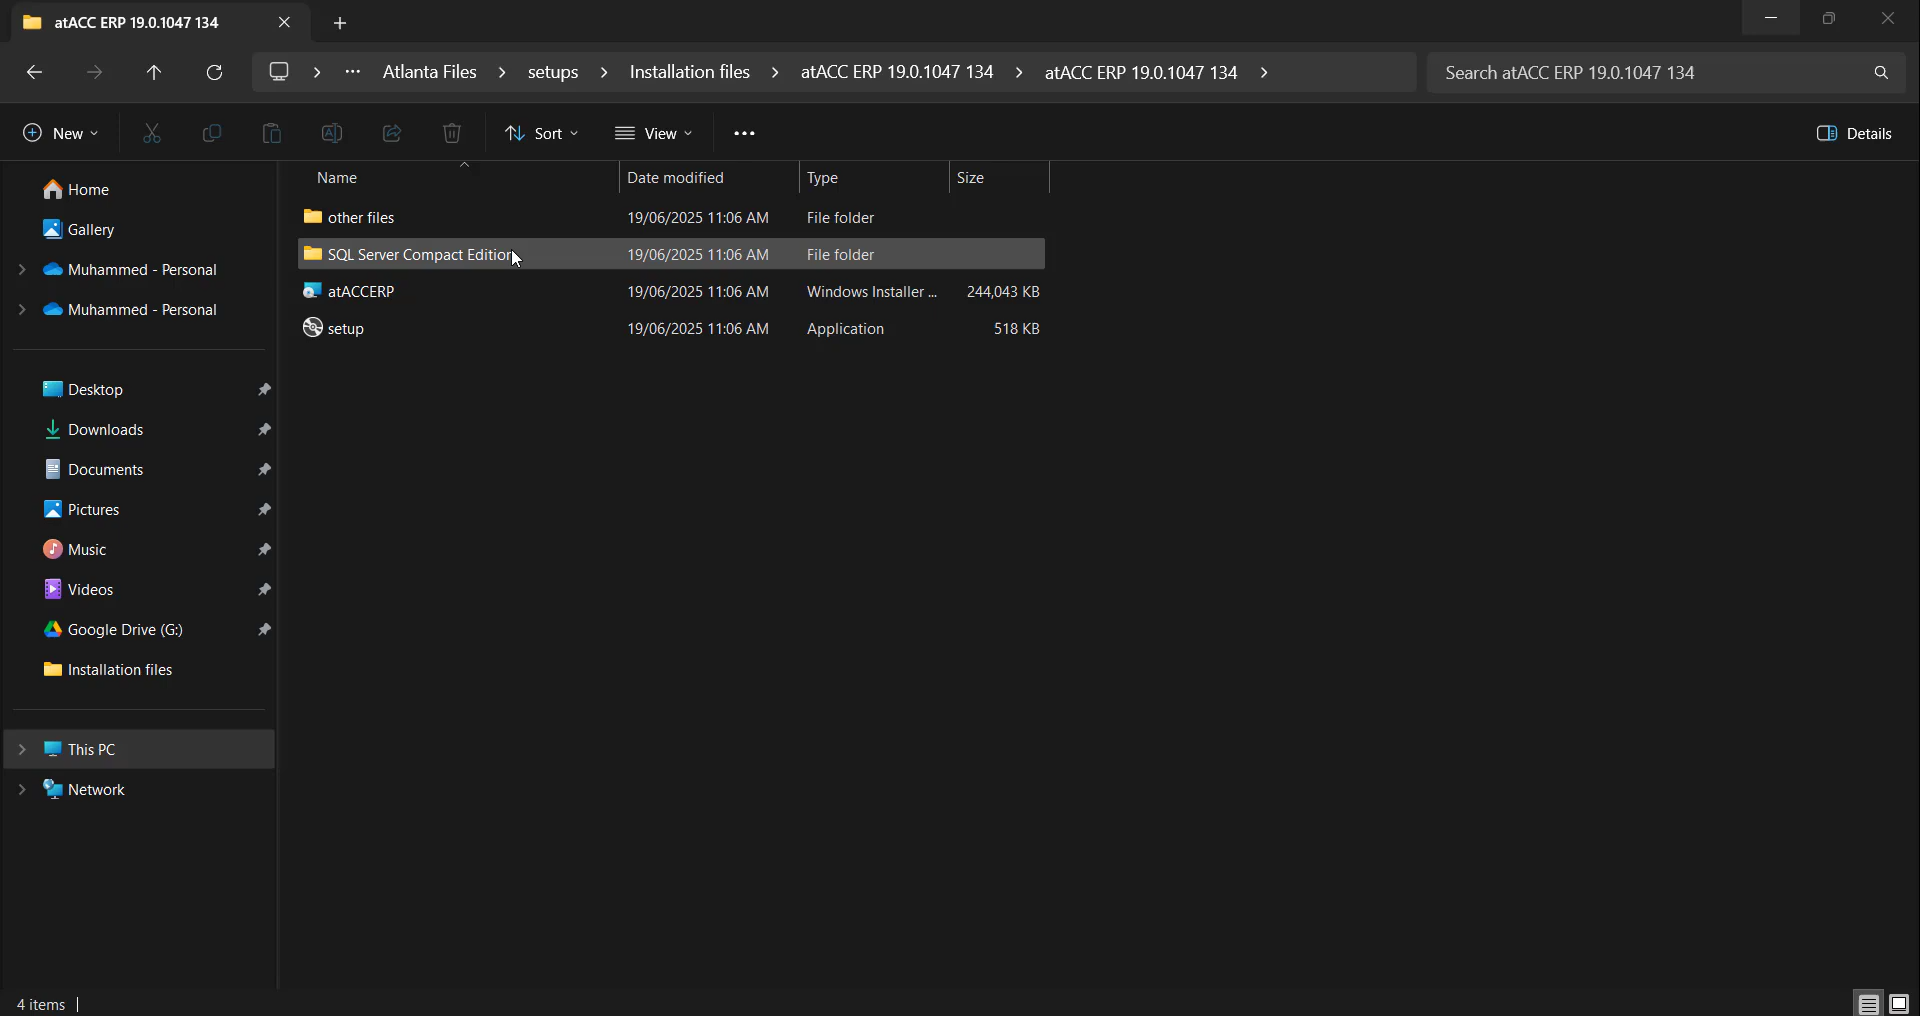 atACC ERP 19.0.1047 134
Atlanta Files > setups > Installation files > atACC ERP 19.0.1047 134 > atACC ERP 19.0.1047 134 >
Search atACC ERP 19.0.1047 134
New
Sort
View
Details
Name Date modified Type Size
other files 19/06/2025 11:06 AM File folder
SQL Server Compact Edition 19/06/2025 11:06 AM File folder
atACCERP 19/06/2025 11:06 AM Windows Installer ... 244,043 KB
setup 19/06/2025 11:06 AM Application 518 KB
Home
Gallery
Muhammed - Personal
Muhammed - Personal
Desktop
Downloads
Documents
Pictures
Music
Videos
Google Drive (G:)
Installation files
This PC
Network
4 items